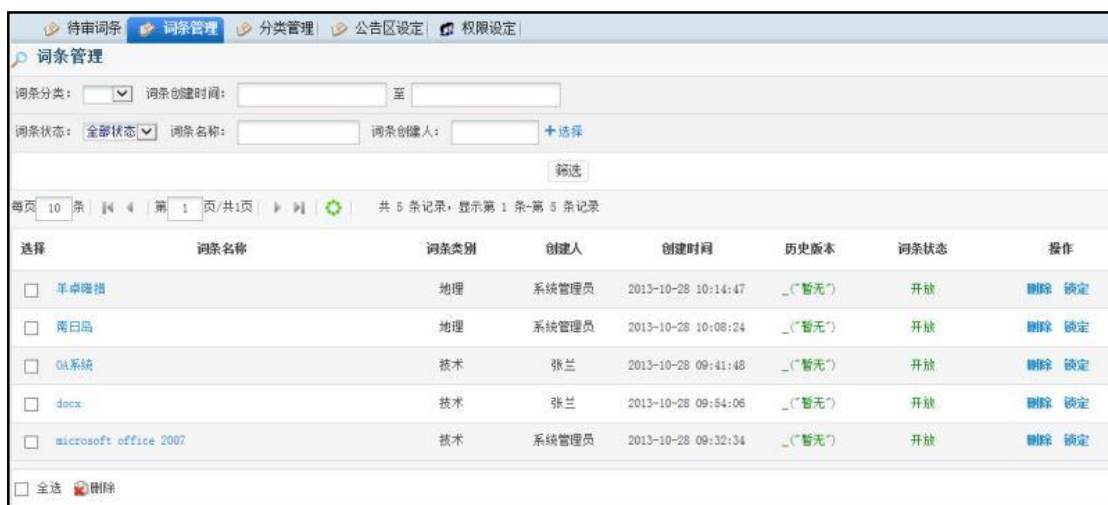 待审词条 词条管理 分类管理 公告区设定 权限设定
词条管理
词条分类： 词条创建时间： 至
词条状态： 全部状态 词条名称： 词条创建人： +选择
筛选
每页 10 条 第 1 页/共1页 共 5 条记录，显示第 1 条-第 5 条记录
选择 词条名称 词条类别 创建人 创建时间 历史版本 词条状态 操作
羊卓雍措 地理 系统管理员 2013-10-28 10:14:47 _("暂无") 开放 删除 锁定
南日岛 地理 系统管理员 2013-10-28 10:08:24 _("暂无") 开放 删除 锁定
OA系统 技术 张兰 2013-10-28 09:41:48 _("暂无") 开放 删除 锁定
docx 技术 张兰 2013-10-28 09:54:06 _("暂无") 开放 删除 锁定
microsoft office 2007 技术 系统管理员 2013-10-28 09:32:34 _("暂无") 开放 删除 锁定
全选 删除